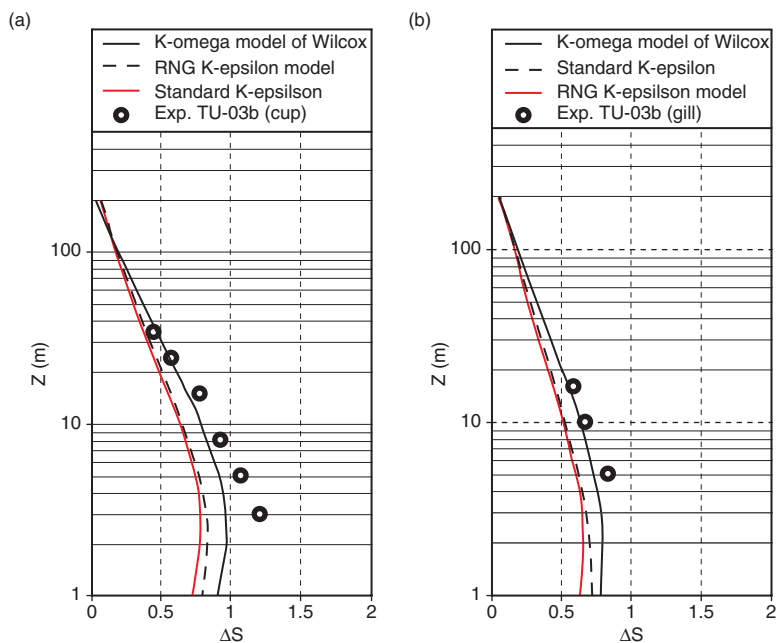 (a)
K-omega model of Wilcox
RNG K-epsilon model
Standard K-epsilson
Exp. TU-03b (cup)
100
10
1
Z (m)
0 0.5 1 1.5 2
ΔS
(b)
K-omega model of Wilcox
Standard K-epsilon
RNG K-epsilson model
Exp. TU-03b (gill)
100
10
1
Z (m)
0 0.5 1 1.5 2
ΔS